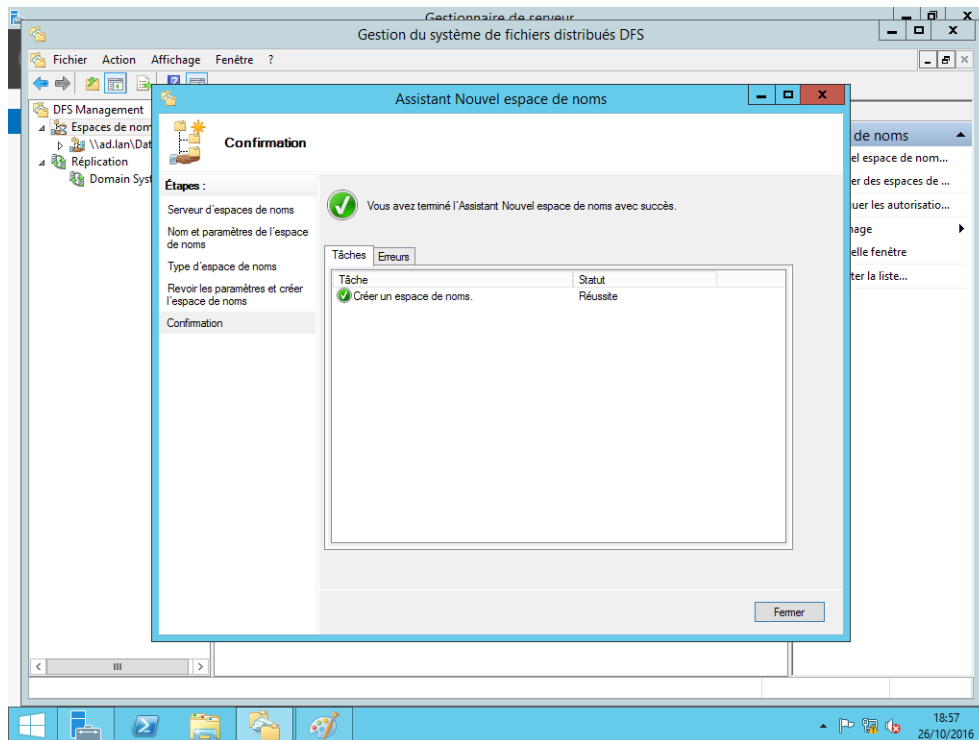 Gestionnaire de serveur
Gestion du système de fichiers distribués DFS
Fichier Action Affichage Fenêtre ?
DFS Management
Espaces de nom
\\ad.lan\Dat
Réplication
Domain Syst
Assistant Nouvel espace de noms
Confirmation
Étapes :
Serveur d'espaces de noms
Nom et paramètres de l'espace
de noms
Type d'espace de noms
Revoir les paramètres et créer
l'espace de noms
Confirmation
Vous avez terminé l'Assistant Nouvel espace de noms avec succès.
Tâches Erreurs
Tâche Statut
Créer un espace de noms. Réussite
Fermer
de noms
el espace de nom...
er des espaces de ...
uer les autorisatio...
nage
elle fenêtre
ter la liste...
18:57
26/10/2016